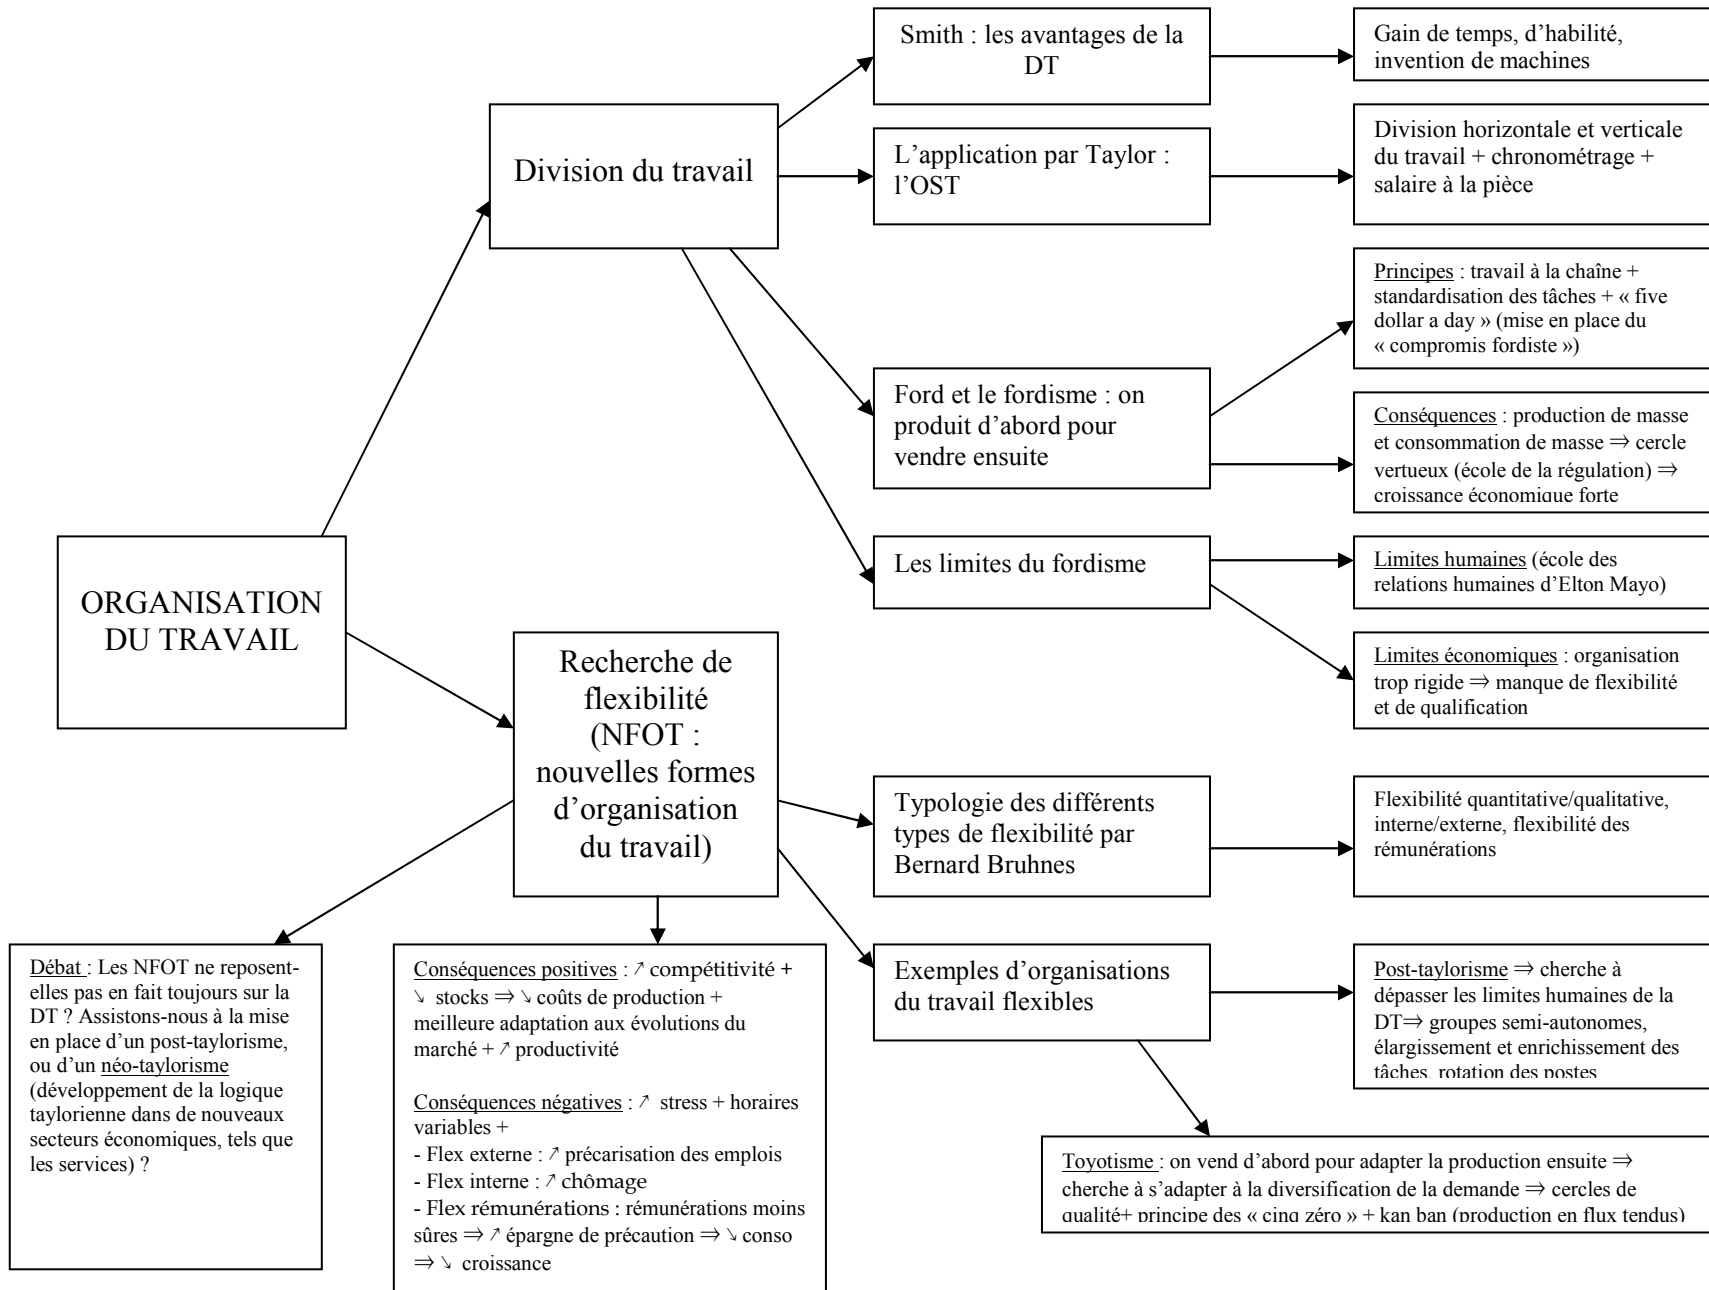 Smith : les avantages de la
DT
Gain de temps, d’habilité,
invention de machines
Division du travail
L’application par Taylor :
l’OST
Division horizontale et verticale
du travail + chronométrage +
salaire à la pièce
Principes : travail à la chaîne +
standardisation des tâches + « five
dollar a day » (mise en place du
« compromis fordiste »)
Ford et le fordisme : on
produit d’abord pour
vendre ensuite
Conséquences : production de masse
et consommation de masse ⇒ cercle
vertueux (école de la régulation) ⇒
croissance économique forte
Les limites du fordisme
Limites humaines (école des
relations humaines d’Elton Mayo)
Limites économiques : organisation
trop rigide ⇒ manque de flexibilité
et de qualification
ORGANISATION
DU TRAVAIL
Recherche de
flexibilité
(NFOT :
nouvelles formes
d’organisation
du travail)
Typologie des différents
types de flexibilité par
Bernard Bruhnes
Flexibilité quantitative/qualitative,
interne/externe, flexibilité des
rémunérations
Exemples d’organisations
du travail flexibles
Post-taylorisme ⇒ cherche à
dépasser les limites humaines de la
DT⇒ groupes semi-autonomes,
élargissement et enrichissement des
tâches, rotation des postes
Toyotisme : on vend d’abord pour adapter la production ensuite ⇒
cherche à s’adapter à la diversification de la demande ⇒ cercles de
qualité+ principe des « cinq zéro » + kan ban (production en flux tendus)
Débat : Les NFOT ne reposent-
elles pas en fait toujours sur la
DT ? Assistons-nous à la mise
en place d’un post-taylorisme,
ou d’un néo-taylorisme
(développement de la logique
taylorienne dans de nouveaux
secteurs économiques, tels que
les services) ?
Conséquences positives : ↗ compétitivité +
↘ stocks ⇒ ↘ coûts de production +
meilleure adaptation aux évolutions du
marché + ↗ productivité
Conséquences négatives : ↗ stress + horaires
variables +
- Flex externe : ↗ précarisation des emplois
- Flex interne : ↗ chômage
- Flex rémunérations : rémunérations moins
sûres ⇒ ↗ épargne de précaution ⇒ ↘ conso
⇒ ↘ croissance